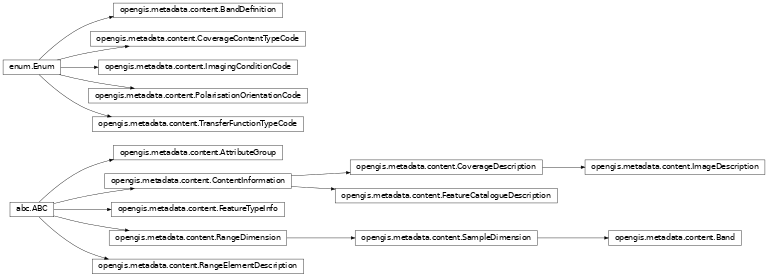 opengis.metadata.content.BandDefinition
opengis.metadata.content.CoverageContentTypeCode
enum.Enum
opengis.metadata.content.ImagingConditionCode
opengis.metadata.content.PolarisationOrientationCode
opengis.metadata.content.TransferFunctionTypeCode
opengis.metadata.content.AttributeGroup
opengis.metadata.content.CoverageDescription
opengis.metadata.content.ImageDescription
opengis.metadata.content.ContentInformation
opengis.metadata.content.FeatureCatalogueDescription
abc.ABC
opengis.metadata.content.FeatureTypeInfo
opengis.metadata.content.RangeDimension
opengis.metadata.content.SampleDimension
opengis.metadata.content.Band
opengis.metadata.content.RangeElementDescription